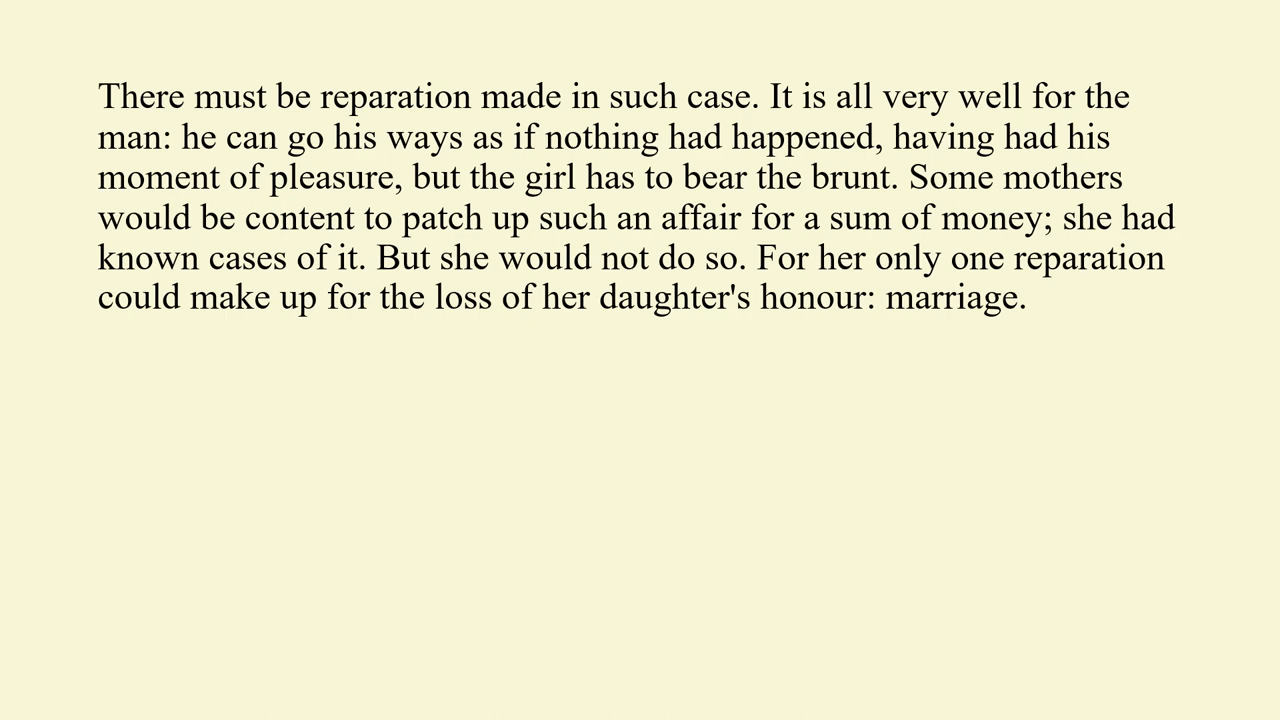 There must be reparation made in such case. It is all very well for the
man: he can go his ways as if nothing had happened, having had his
moment of pleasure, but the girl has to bear the brunt. Some mothers
would be content to patch up such an affair for a sum of money; she had
known cases of it. But she would not do so. For her only one reparation
could make up for the loss of her daughter's honour: marriage.